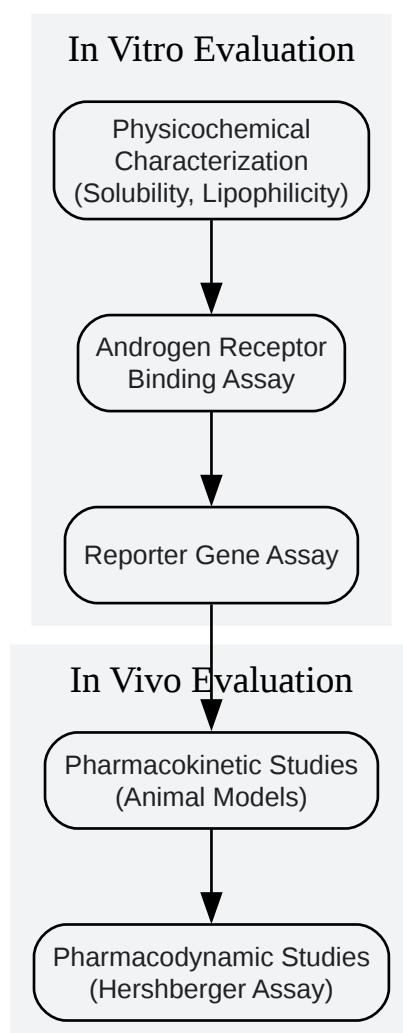 In Vitro Evaluation
Physicochemical
Characterization
(Solubility, Lipophilicity)
Androgen Receptor
Binding Assay
Reporter Gene Assay
In Vivo Evaluation
Pharmacokinetic Studies
(Animal Models)
Pharmacodynamic Studies
(Hershberger Assay)